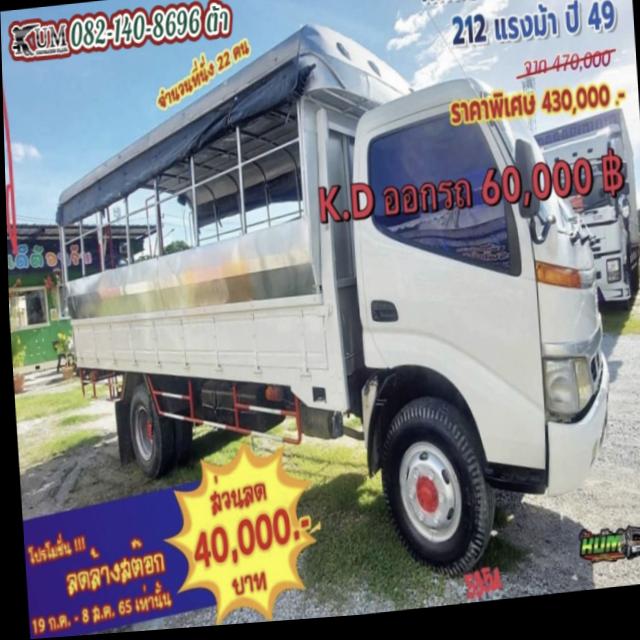 KUM 082-140-8696 ต้า
จำนวนที่นั่ง 22 คน
212 แรงม้า ปี 49
จาก 470,000
ราคาพิเศษ 430,000 .-
K.D ออกรถ 60,000 ฿
ส่วนลด
40,000.-
บาท
โปรโมชั่น !!!
ลดล้างสต๊อก
19 ก.ค. - 8 ส.ค. 65 เท่านั้น
KUM